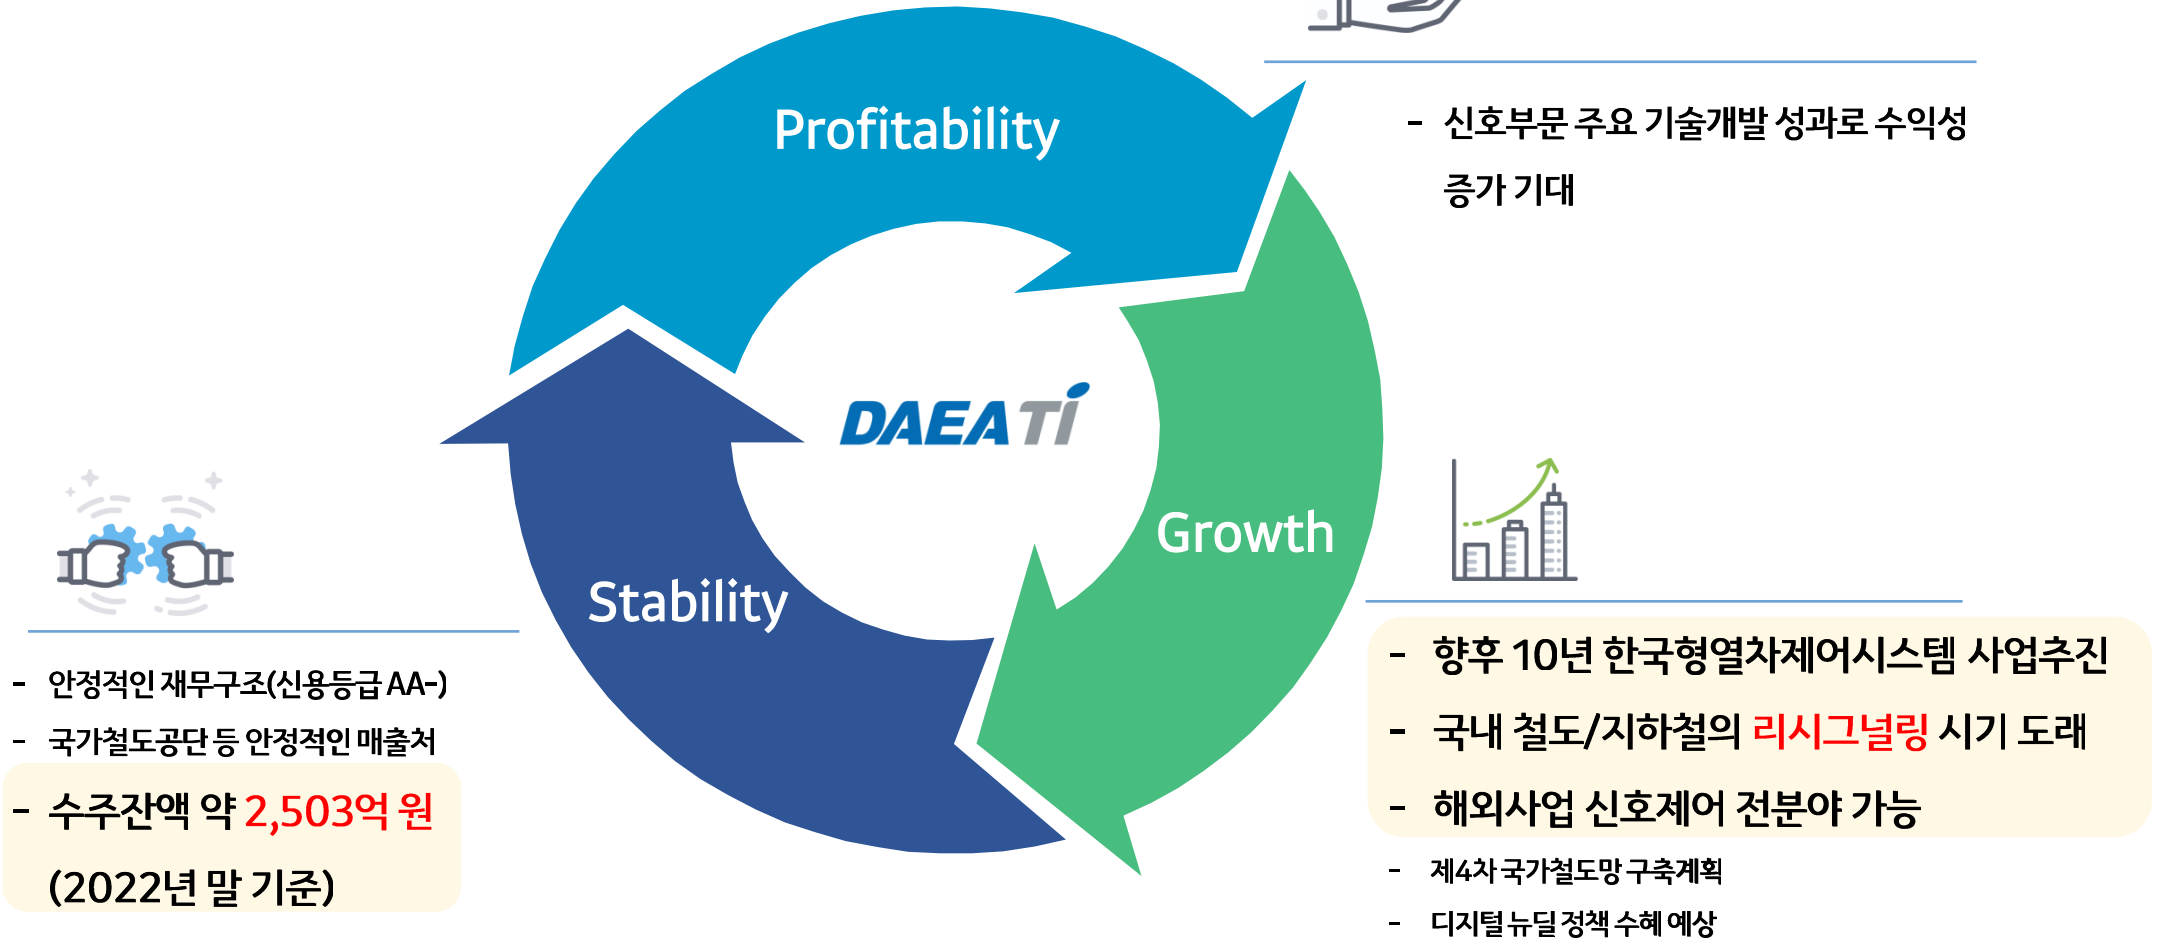 Profitability
- 신호부문 주요 기술개발 성과로 수익성
증가 기대
DAEATi
Growth
Stability
- 안정적인 재무구조(신용등급 AA-)
- 국가철도공단 등 안정적인 매출처
- 수주잔액 약 2,503억 원
(2022년 말 기준)
- 향후 10년 한국형열차제어시스템 사업추진
- 국내 철도/지하철의 리시그널링 시기 도래
- 해외사업 신호제어 전분야 가능
- 제4차 국가철도망 구축계획
- 디지털 뉴딜 정책 수혜 예상